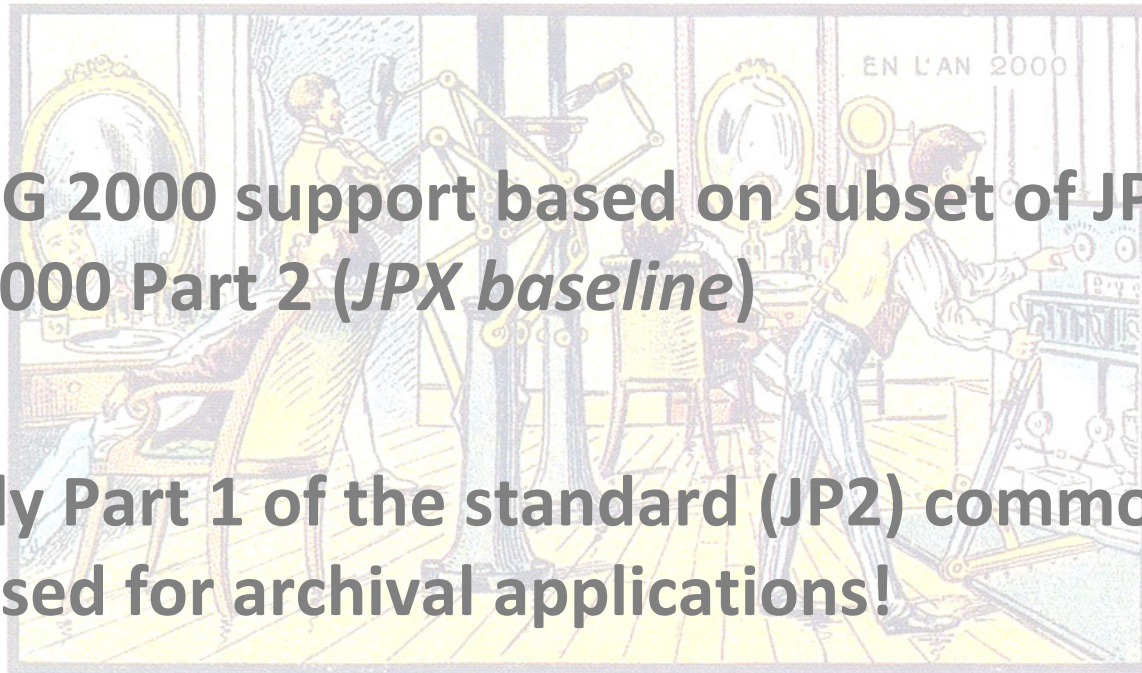 EN L'AN 2000
G 2000 support based on subset of JP
000 Part 2 (JPX baseline)
ly Part 1 of the standard (JP2) commo
sed for archival applications!